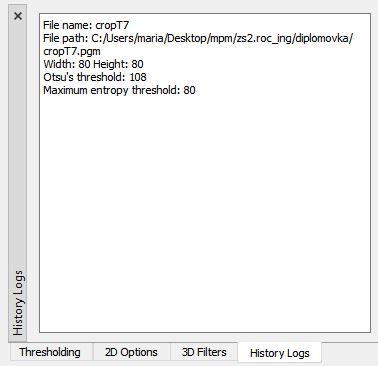 File name: cropT7
File path: C:/Users/maria/Desktop/mpm/zs2.roc_ing/diplomovka/
cropT7.pgm
Width: 80 Height: 80
Otsu's threshold: 108
Maximum entropy threshold: 80
History Logs
Thresholding 2D Options 3D Filters History Logs